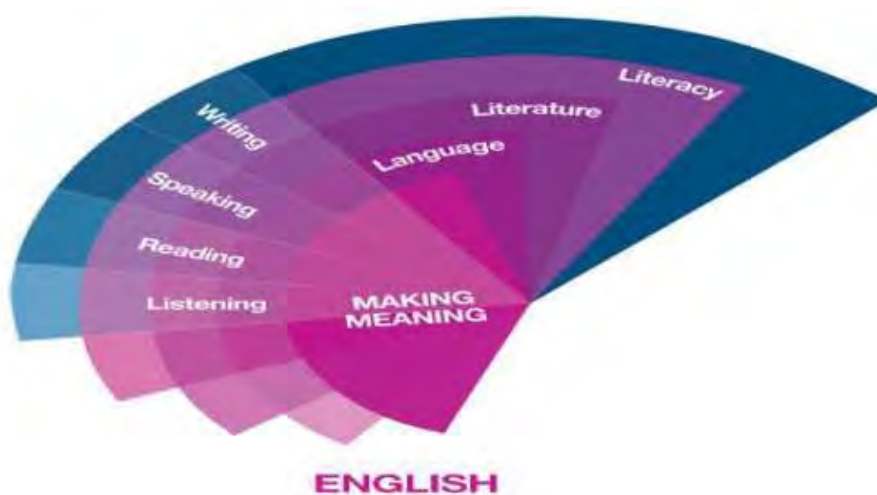 Literacy
Literature
Language
Writing
Speaking
Reading
Listening
MAKING
MEANING
ENGLISH